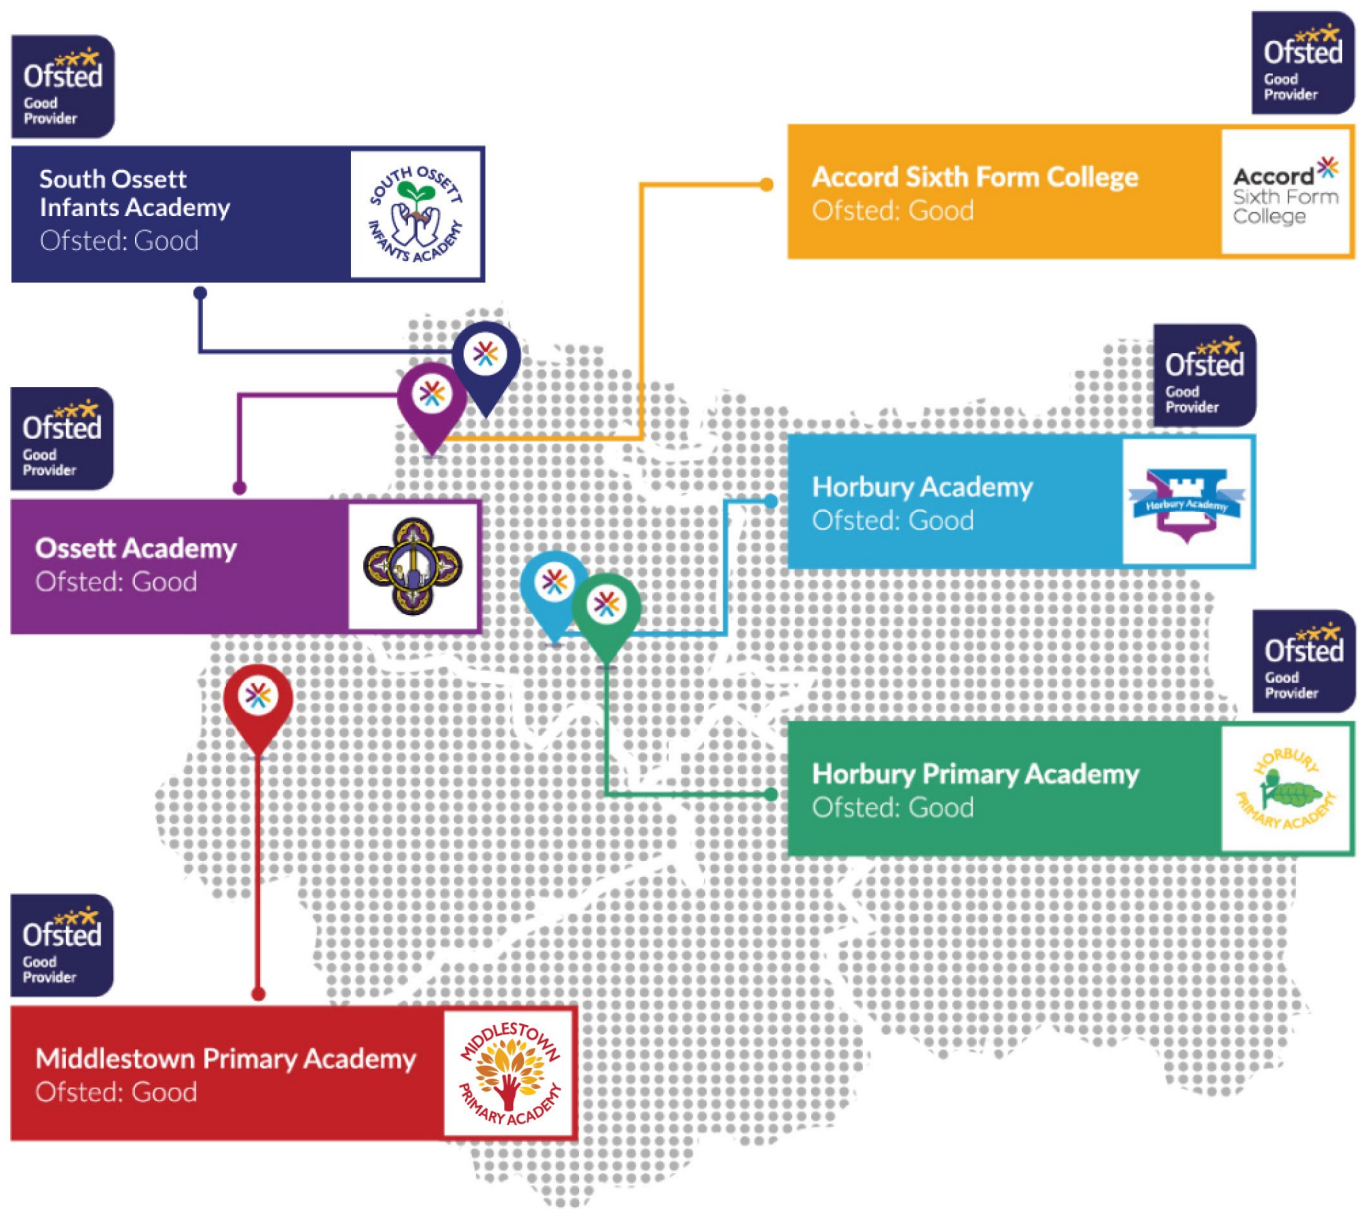 Ofsted
Good
Provider
South Ossett
Infants Academy
Ofsted: Good
SOUTH OSSETT
INFANTS ACADEMY
Ofsted
Good
Provider
Accord Sixth Form College
Ofsted: Good
Accord
Sixth Form
College
Ofsted
Good
Provider
Ossett Academy
Ofsted: Good
Ofsted
Good
Provider
Horbury Academy
Ofsted: Good
Horbury Academy
Ofsted
Good
Provider
Horbury Primary Academy
Ofsted: Good
HORBURY
PRIMARY ACADEMY
Ofsted
Good
Provider
Middlestown Primary Academy
Ofsted: Good
MIDDLESTOWN
PRIMARY ACADEMY